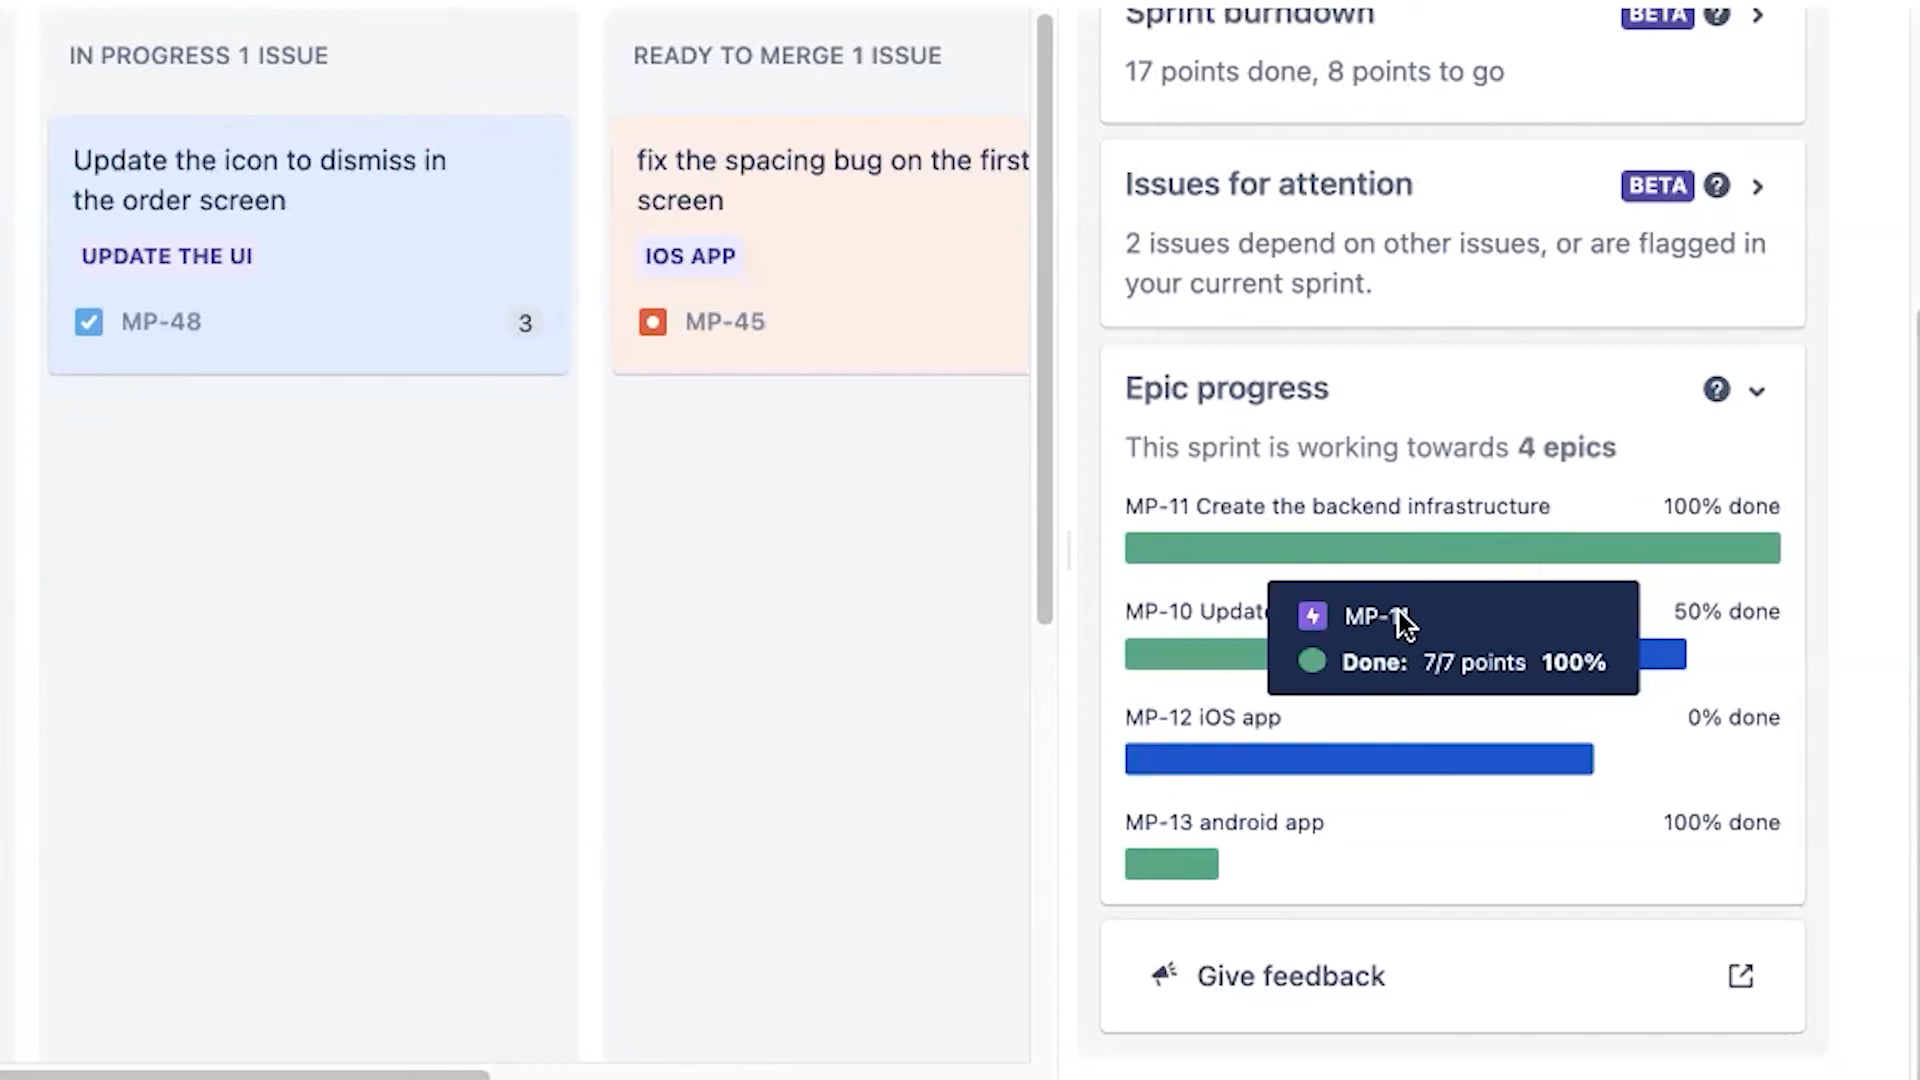 IN PROGRESS 1 ISSUE
Update the icon to dismiss in
the order screen
UPDATE THE UI
MP-48
3
READY TO MERGE 1 ISSUE
fix the spacing bug on the first
screen
IOS APP
MP-45
Sprint burndown
BETA
?
17 points done, 8 points to go
Issues for attention
BETA
?
2 issues depend on other issues, or are flagged in
your current sprint.
Epic progress
?
This sprint is working towards 4 epics
MP-11 Create the backend infrastructure
100% done
MP-10
50% done
MP-11
Done: 7/7 points 100%
MP-12 iOS app
0% done
MP-13 android app
100% done
Give feedback